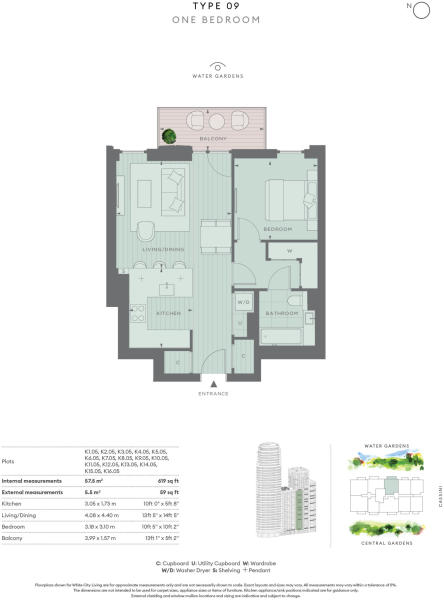 TYPE 09
N
ONE BEDROOM
WATER GARDENS
BALCONY
BEDROOM
LIVING/DINING
W
W/D
U
KITCHEN
BATHROOM
C
C
ENTRANCE
Plots
K1.05, K2.05, K3.05, K4.05, K5.05,
K6.05, K7.05, K8.05, K9.05, K10.05,
K11.05, K12.05, K13.05, K14.05,
K15.05, K16.05
Internal measurements 57.5 m² 619 sq ft
External measurements 5.5 m² 59 sq ft
Kitchen 3.05 x 1.73 m 10ft 0" x 5ft 8"
Living/Dining 4.08 x 4.40 m 13ft 5" x 14ft 5"
Bedroom 3.18 x 3.10 m 10ft 5" x 10ft 2"
Balcony 3.99 x 1.57 m 13ft 1" x 5ft 2"
WATER GARDENS
CASSINI
CENTRAL GARDENS
C: Cupboard U: Utility Cupboard W: Wardrobe
W/D: Washer Dryer S: Shelving + Pendant
Floorplans shown for White City Living are for approximate measurements only and are not necessarily shown to scale. Exact layouts and sizes may vary. All measurements may vary within a tolerance of 5%.
The dimensions are not intended to be used for carpet sizes, appliance sizes or items of furniture. Kitchen appliance/sink positions indicated are for guidance only.
External cladding and window mullion locations and sizing are indicative and subject to change.